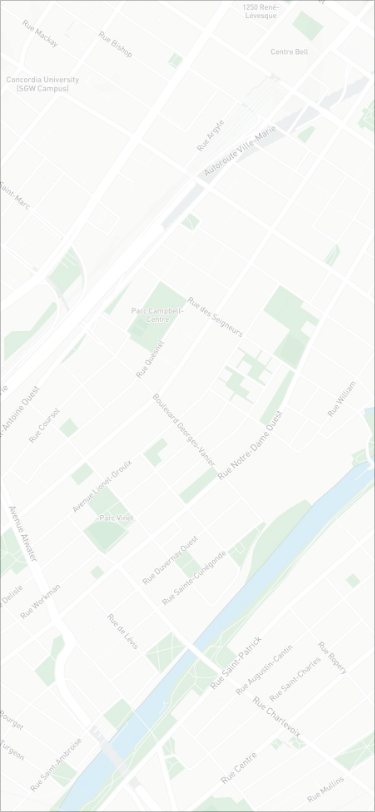 1250 René-
Lévesque
Rue Mackay
Rue Bishop
Centre Bell
Concordia University
(SGW Campus)
Rue Argyle
Autoroute Ville-Marie
Saint-Marc
Parc Campbell-
Centre
Rue des Seigneurs
Rue Quesnel
Rue William
Antoine Ouest
Rue Coursol
Boulevard Georges-Vanier
Rue Notre-Dame Ouest
Avenue Lionel-Groulx
Parc Vinet
Avenue Atwater
Rue Duvernay Ouest
Rue Sainte-Cunégonde
Delisle
Rue Workman
Rue de Lévis
Rue Saint-Patrick
Rue Augustin-Cantin
Rue Ropery
Rue Saint-Charles
Rue Charlevoix
Bourget
Turgeon
Rue Saint-Ambroise
Rue Centre
Rue Mullins